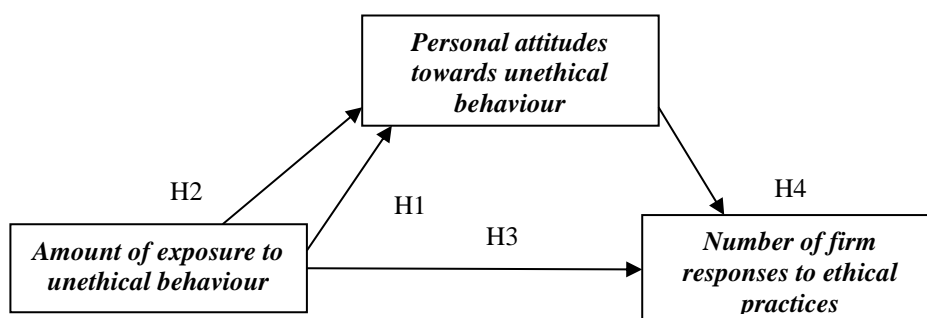 Personal attitudes
towards unethical
behaviour
H2
H1
H4
H3
Amount of exposure to
unethical behaviour
Number of firm
responses to ethical
practices